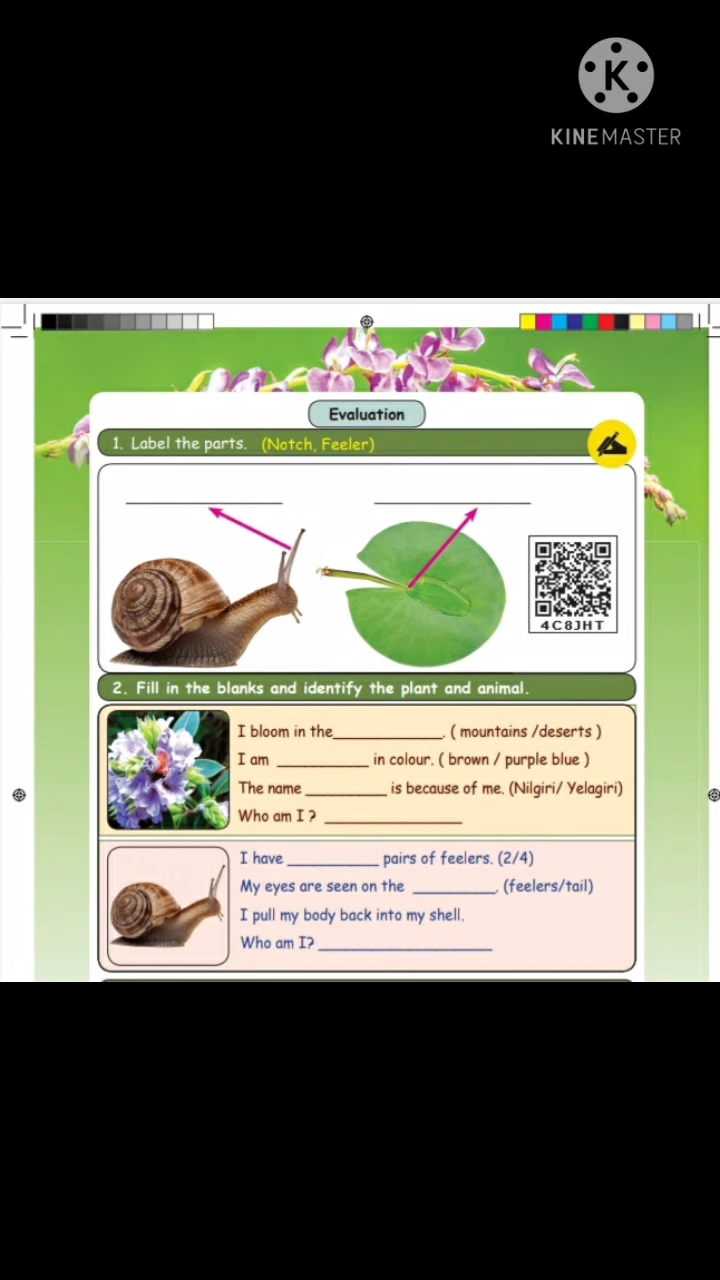 K
KINEMASTER
Evaluation
1. Label the parts. (Notch, Feeler)
4C8JHT
2. Fill in the blanks and identify the plant and animal.
I bloom in the____________. ( mountains /deserts )
I am __________ in colour. ( brown / purple blue )
The name _________ is because of me. (Nilgiri/ Yelagiri)
Who am I ? _______________
I have __________ pairs of feelers. (2/4)
My eyes are seen on the _________. (feelers/tail)
I pull my body back into my shell.
Who am I? ___________________